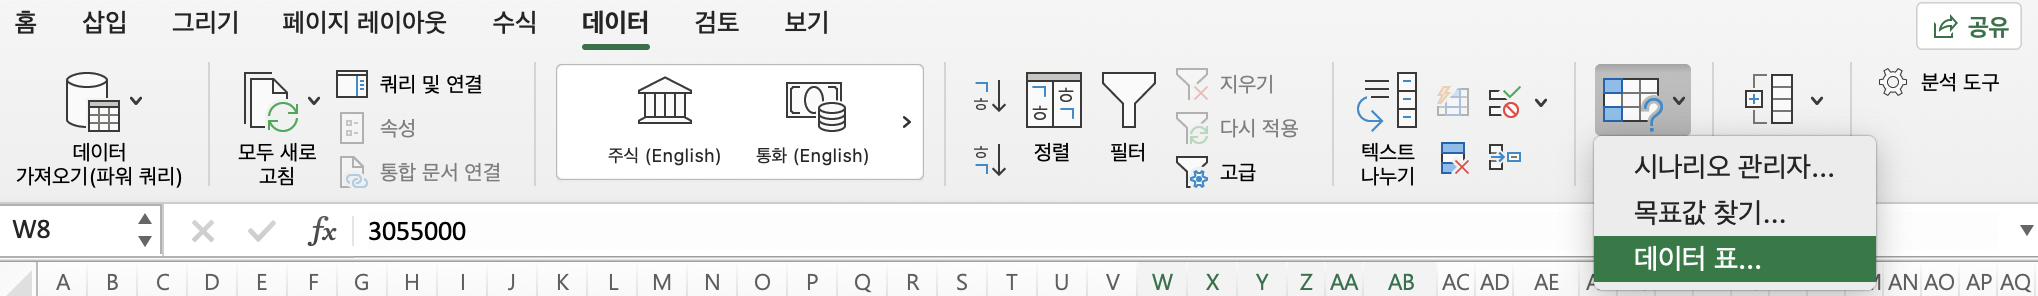 홈 삽입 그리기 페이지 레이아웃 수식 데이터 검토 보기 공유
데이터
가져오기(파워 쿼리)
모두 새로
고침
쿼리 및 연결
속성
통합 문서 연결
주식 (English)
통화 (English)
ㄱ
ㅎ
ㅎ
ㄱ
ㄱ ㅎ
ㅎ ㄱ
정렬
필터
지우기
다시 적용
고급
텍스트
나누기
?
분석 도구
시나리오 관리자...
목표값 찾기...
데이터 표...
W8 fx 3055000
A B C D E F G H I J K L M N O P Q R S T U V W X Y Z AA AB AC AD AE AN AO AP AQ